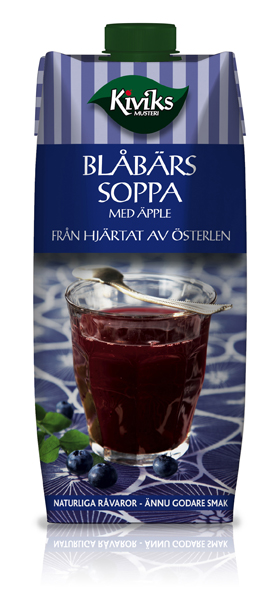 Kiviks
MUSTERI
BLÅBÄRS
SOPPA
MED ÄPPLE
FRÅN HJÄRTAT AV ÖSTERLEN
NATURLIGA RÅVAROR - ÄNNU GODARE SMAK